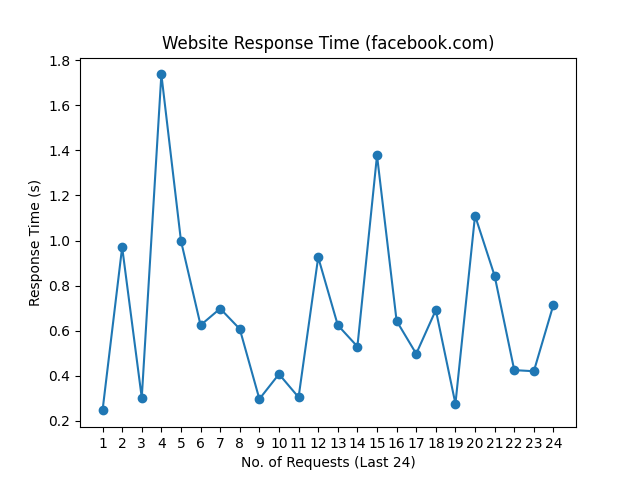 Website Response Time (facebook.com)
1.8
1.6
1.4
1.2
1.0
0.8
0.6
0.4
0.2
Response Time (s)
1 2 3 4 5 6 7 8 9 10 11 12 13 14 15 16 17 18 19 20 21 22 23 24
No. of Requests (Last 24)